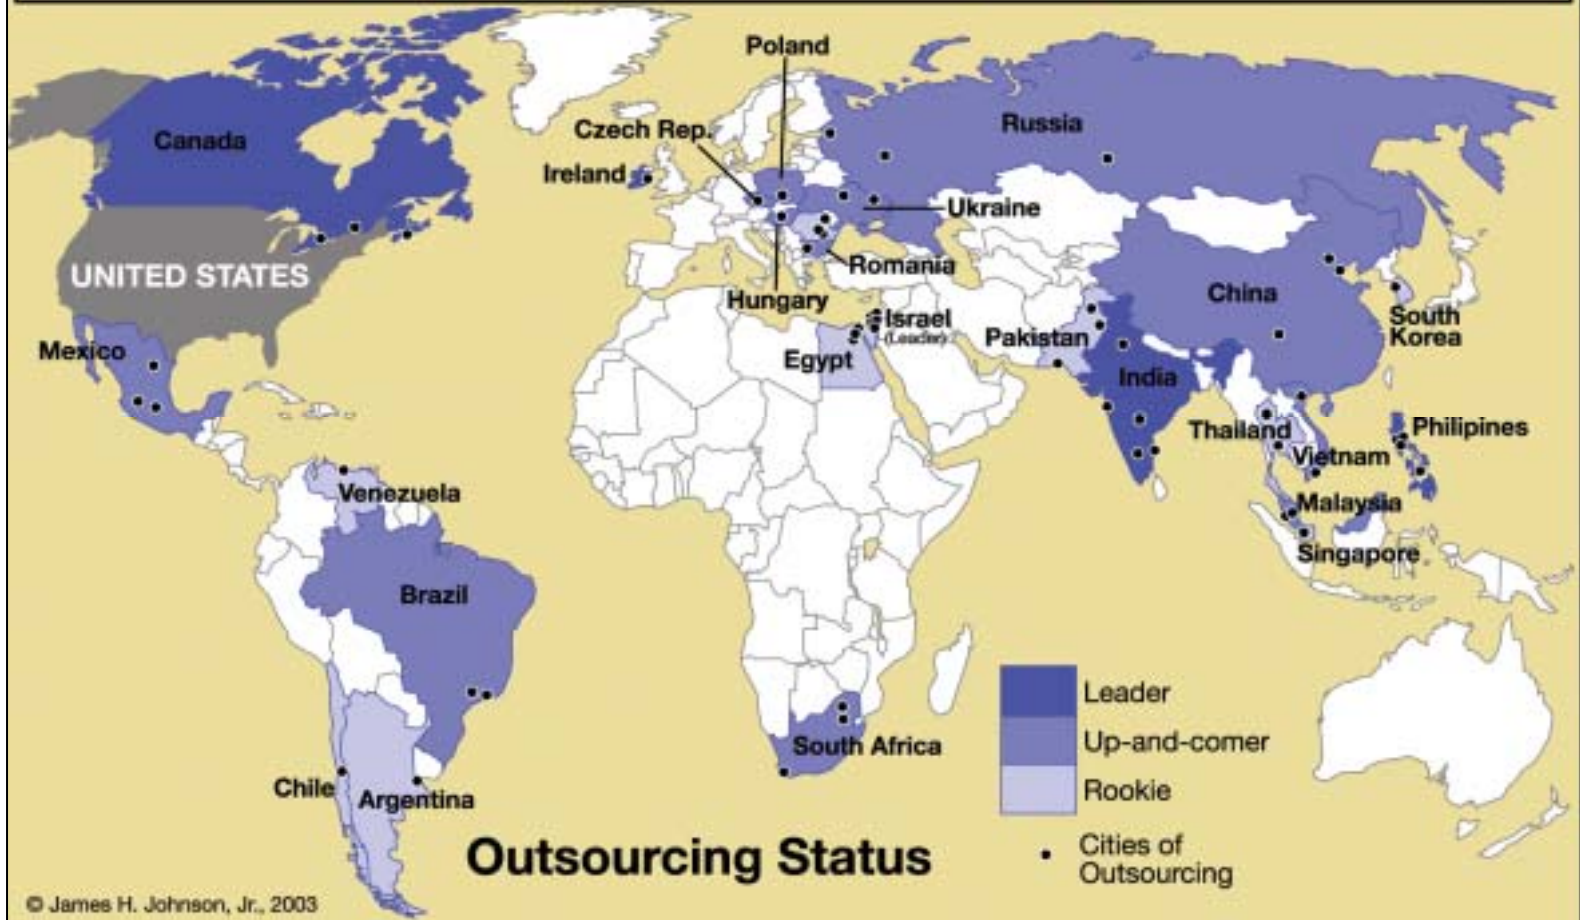 Poland
Russia
Czech Rep.
Canada
Ireland
Ukraine
UNITED STATES
Romania
Hungary
China
Israel
(Leader)
South
Korea
Pakistan
Mexico
Egypt
India
Philipines
Thailand
Vietnam
Venezuela
Malaysia
Singapore
Brazil
Leader
Up-and-comer
South Africa
Rookie
Chile
Argentina
Outsourcing Status
Cities of
Outsourcing
© James H. Johnson, Jr., 2003